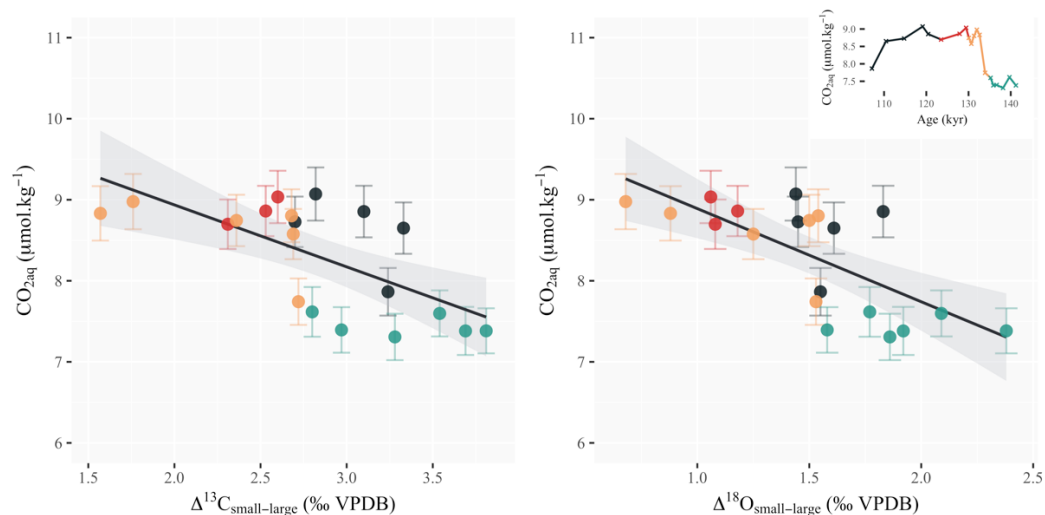 11
10
9
8
7
6
CO₂aq (µmol.kg⁻¹)
1.5 2.0 2.5 3.0 3.5
Δ¹³Csmall−large (‰ VPDB)
CO₂aq (µmol.kg⁻¹)
11
10
9
8
7
6
1.0 1.5 2.0 2.5
Δ¹⁸Osmall−large (‰ VPDB)
CO₂aq (µmol.kg⁻¹)
9.0
8.5
8.0
7.5
110 120 130 140
Age (kyr)